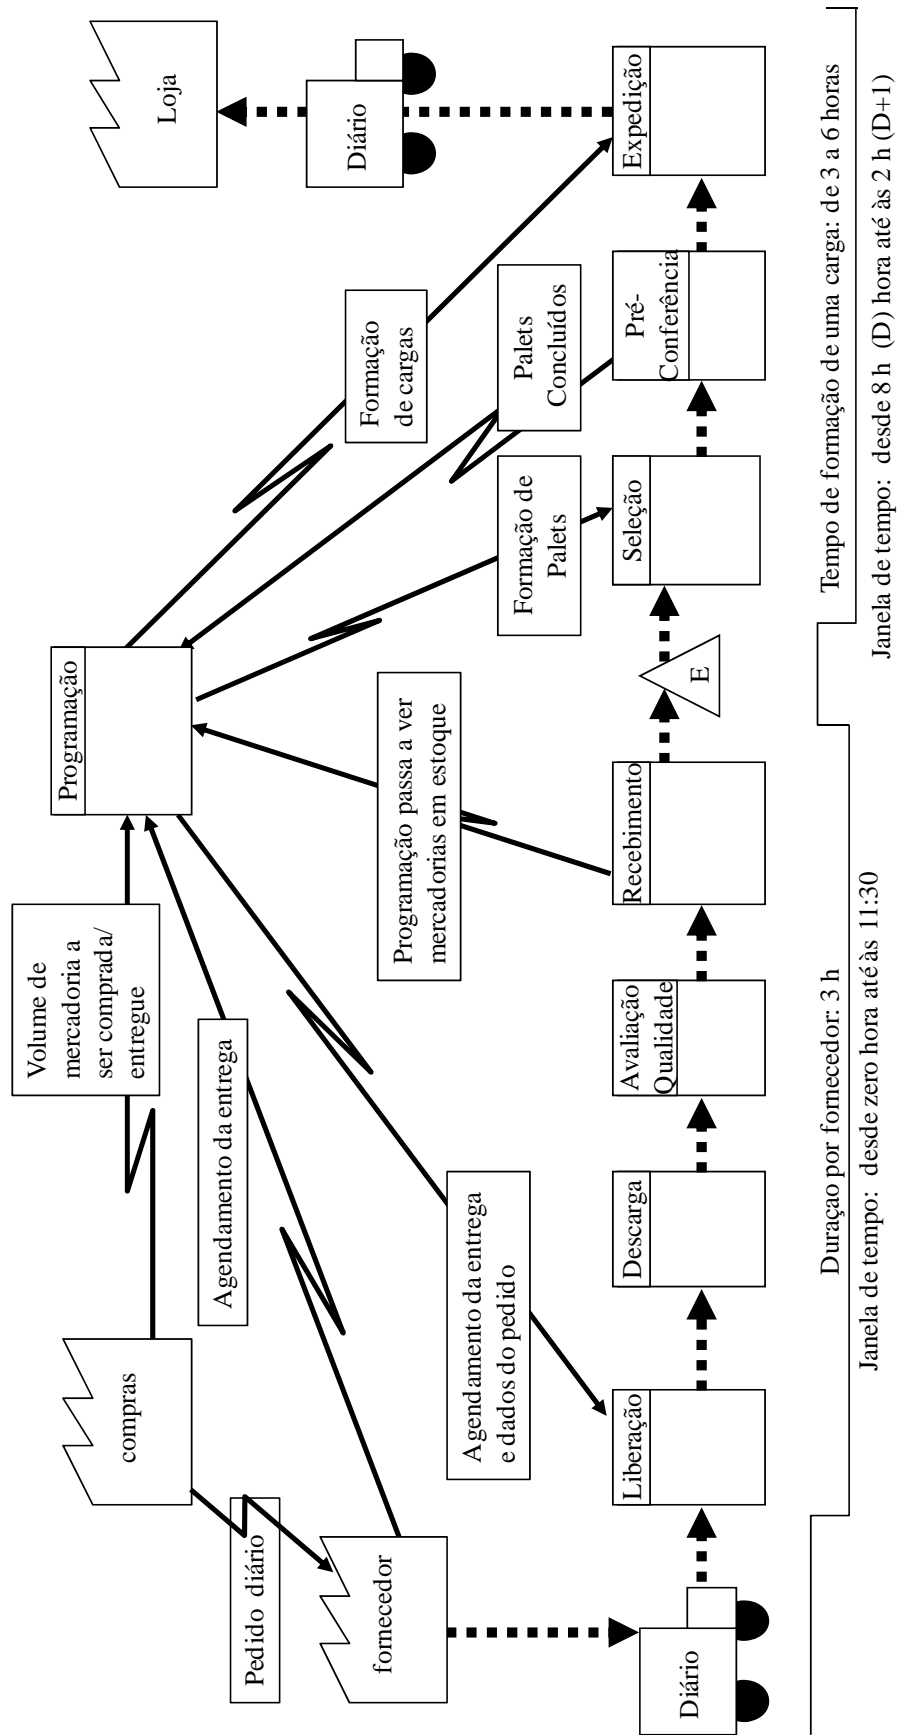 compras
Volume de
mercadoria a
ser comprada/
entregue
Programação
Loja
Pedido diário
Agendamento da entrega
fornecedor
Diário
Formação
de cargas
Agendamento da entrega
e dados do pedido
Programação passa a ver
mercadorias em estoque
Formação de
Palets
Palets
Concluídos
Diário
Liberação
Descarga
Avaliação
Qualidade
Recebimento
E
Seleção
Pré-
Conferência
Expedição
Duraçao por fornecedor: 3 h
Janela de tempo: desde zero hora até às 11:30
Tempo de formação de uma carga: de 3 a 6 horas
Janela de tempo: desde 8 h (D) hora até às 2 h (D+1)